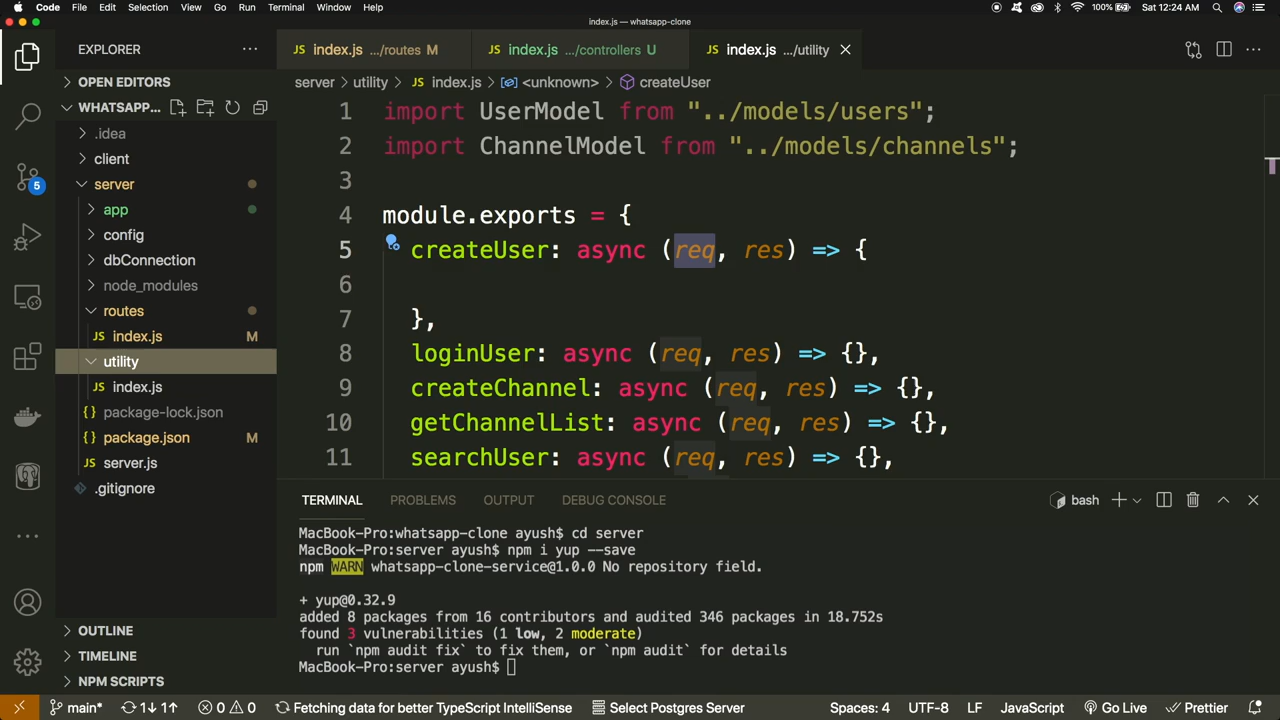 Code File Edit Selection View Go Run Terminal Window Help 100% Sat 12:24 AM
index.js — whatsapp-clone
EXPLORER
index.js .../routes M
index.js .../controllers U
index.js .../utility
OPEN EDITORS
WHATSAPP...
.idea
client
server
app
config
dbConnection
node_modules
routes
JS index.js M
utility
JS index.js
{} package-lock.json
{} package.json M
JS server.js
.gitignore
OUTLINE
TIMELINE
NPM SCRIPTS
5
server > utility > JS index.js > <unknown> > createUser
1 import UserModel from "../models/users";
2 import ChannelModel from "../models/channels";
3
4 module.exports = {
5 createUser: async (req, res) => {
6
7 },
8 loginUser: async (req, res) => {},
9 createChannel: async (req, res) => {},
10 getChannelList: async (req, res) => {},
11 searchUser: async (req, res) => {},
TERMINAL PROBLEMS OUTPUT DEBUG CONSOLE bash
MacBook-Pro:whatsapp-clone ayush$ cd server
MacBook-Pro:server ayush$ npm i yup --save
npm WARN whatsapp-clone-service@1.0.0 No repository field.
+ yup@0.32.9
added 8 packages from 16 contributors and audited 346 packages in 18.752s
found 3 vulnerabilities (1 low, 2 moderate)
run `npm audit fix` to fix them, or `npm audit` for details
MacBook-Pro:server ayush$
main* 1↓ 1↑ 0 0 Fetching data for better TypeScript IntelliSense Select Postgres Server Spaces: 4 UTF-8 LF JavaScript Go Live Prettier